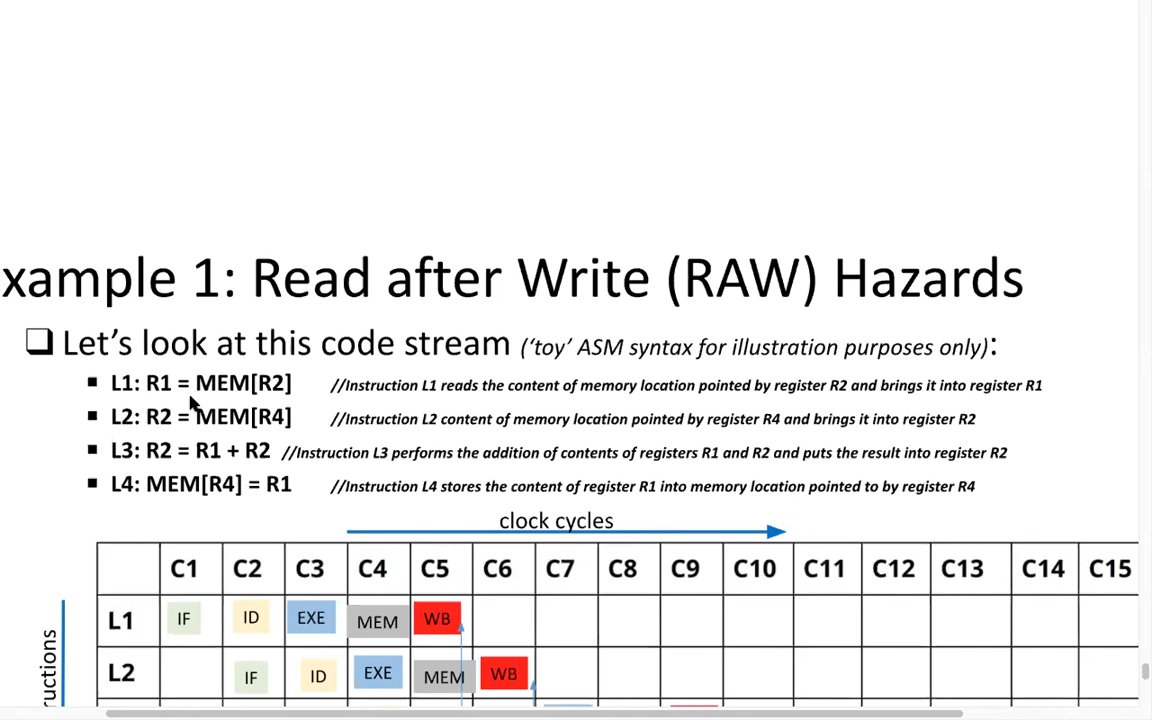 xample 1: Read after Write (RAW) Hazards
Let's look at this code stream ('toy' ASM syntax for illustration purposes only):
L1: R1 = MEM[R2] //Instruction L1 reads the content of memory location pointed by register R2 and brings it into register R1
L2: R2 = MEM[R4] //Instruction L2 content of memory location pointed by register R4 and brings it into register R2
L3: R2 = R1 + R2 //Instruction L3 performs the addition of contents of registers R1 and R2 and puts the result into register R2
L4: MEM[R4] = R1 //Instruction L4 stores the content of register R1 into memory location pointed to by register R4
clock cycles
C1 C2 C3 C4 C5 C6 C7 C8 C9 C10 C11 C12 C13 C14 C15
L1 IF ID EXE MEM WB
L2 IF ID EXE MEM WB
uctions